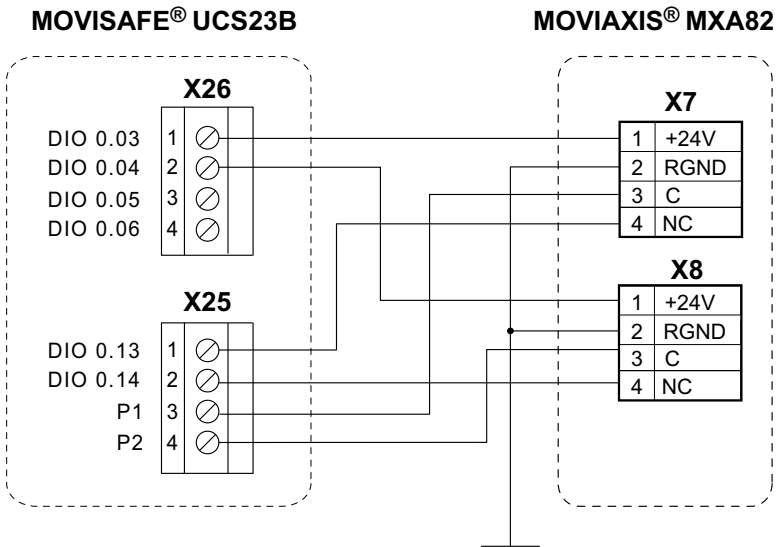 MOVISAFE® UCS23B
MOVIAXIS® MXA82
X26
DIO 0.03 1
DIO 0.04 2
DIO 0.05 3
DIO 0.06 4
X25
DIO 0.13 1
DIO 0.14 2
P1 3
P2 4
X7
1 +24V
2 RGND
3 C
4 NC
X8
1 +24V
2 RGND
3 C
4 NC